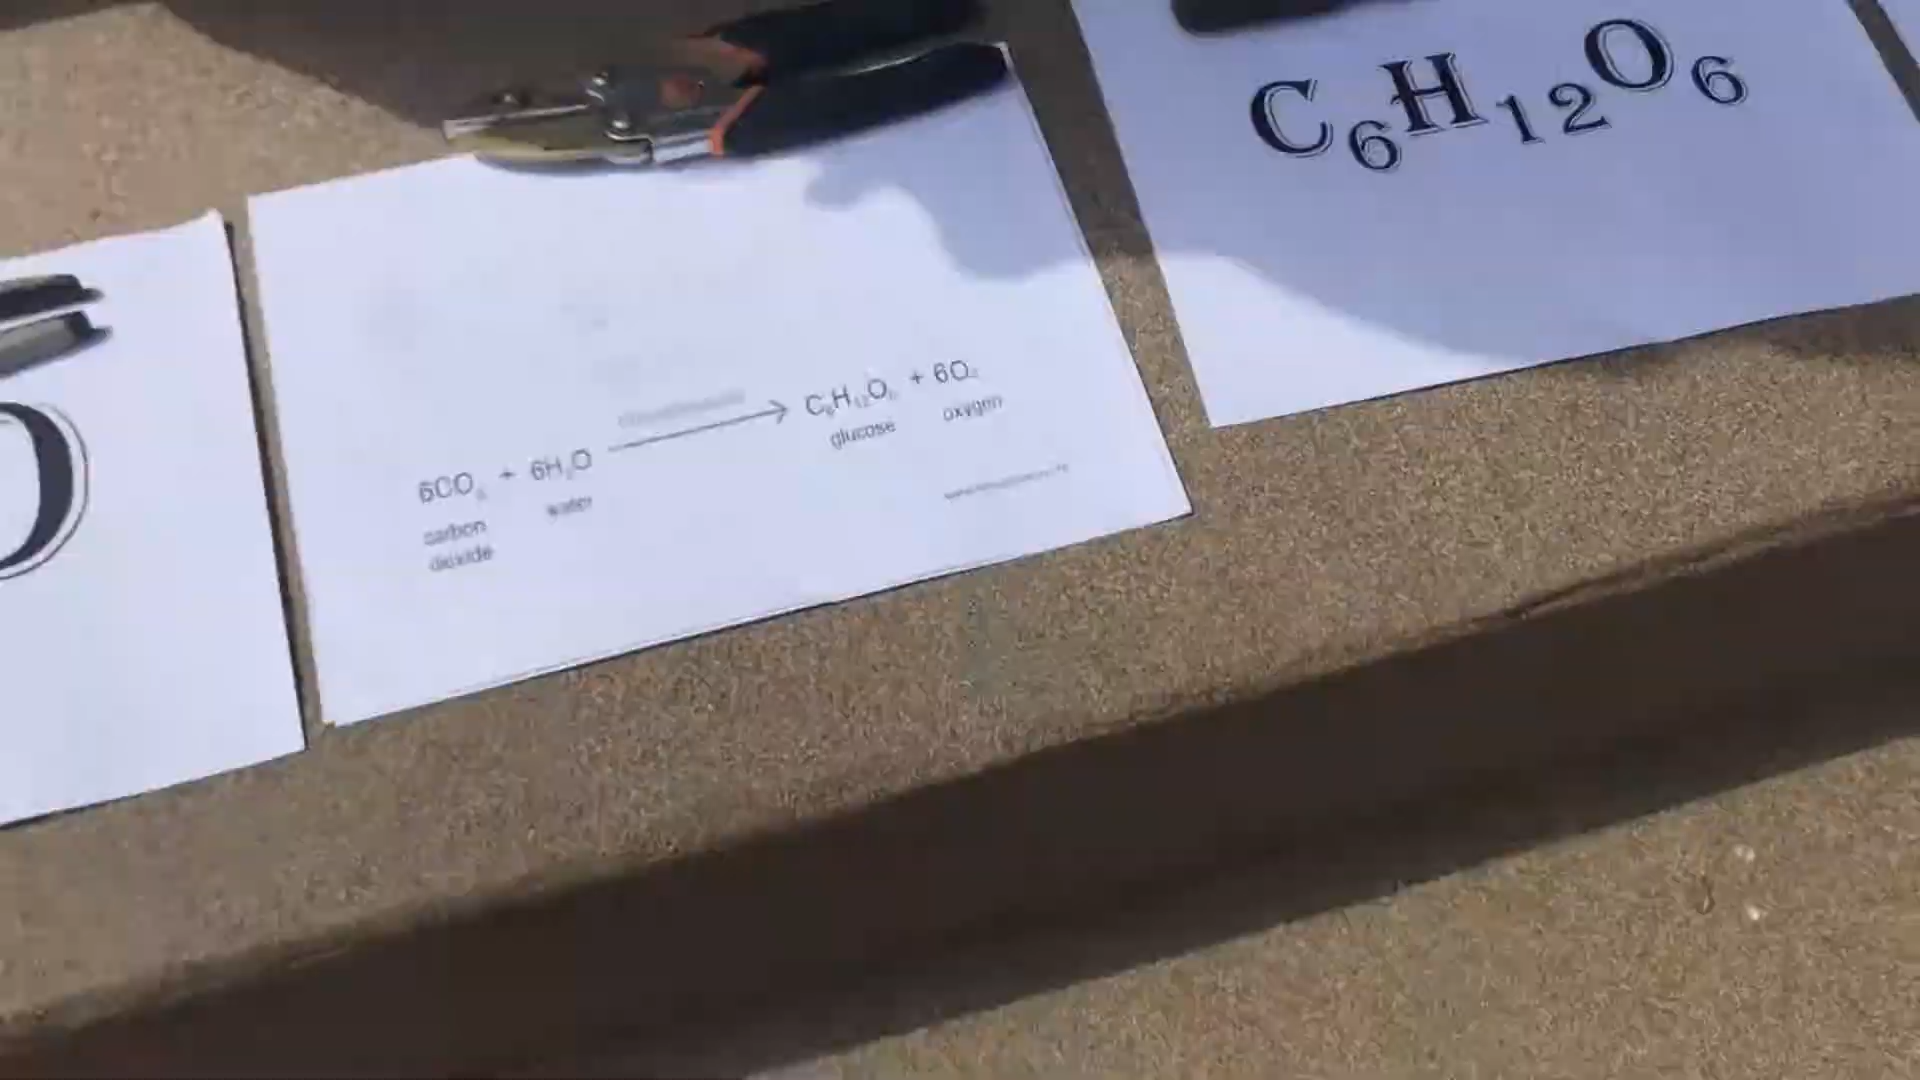 O
6CO₂ + 6H₂O → C₆H₁₂O₆ + 6O₂
carbon dioxide
water
glucose
oxygen
C₆H₁₂O₆